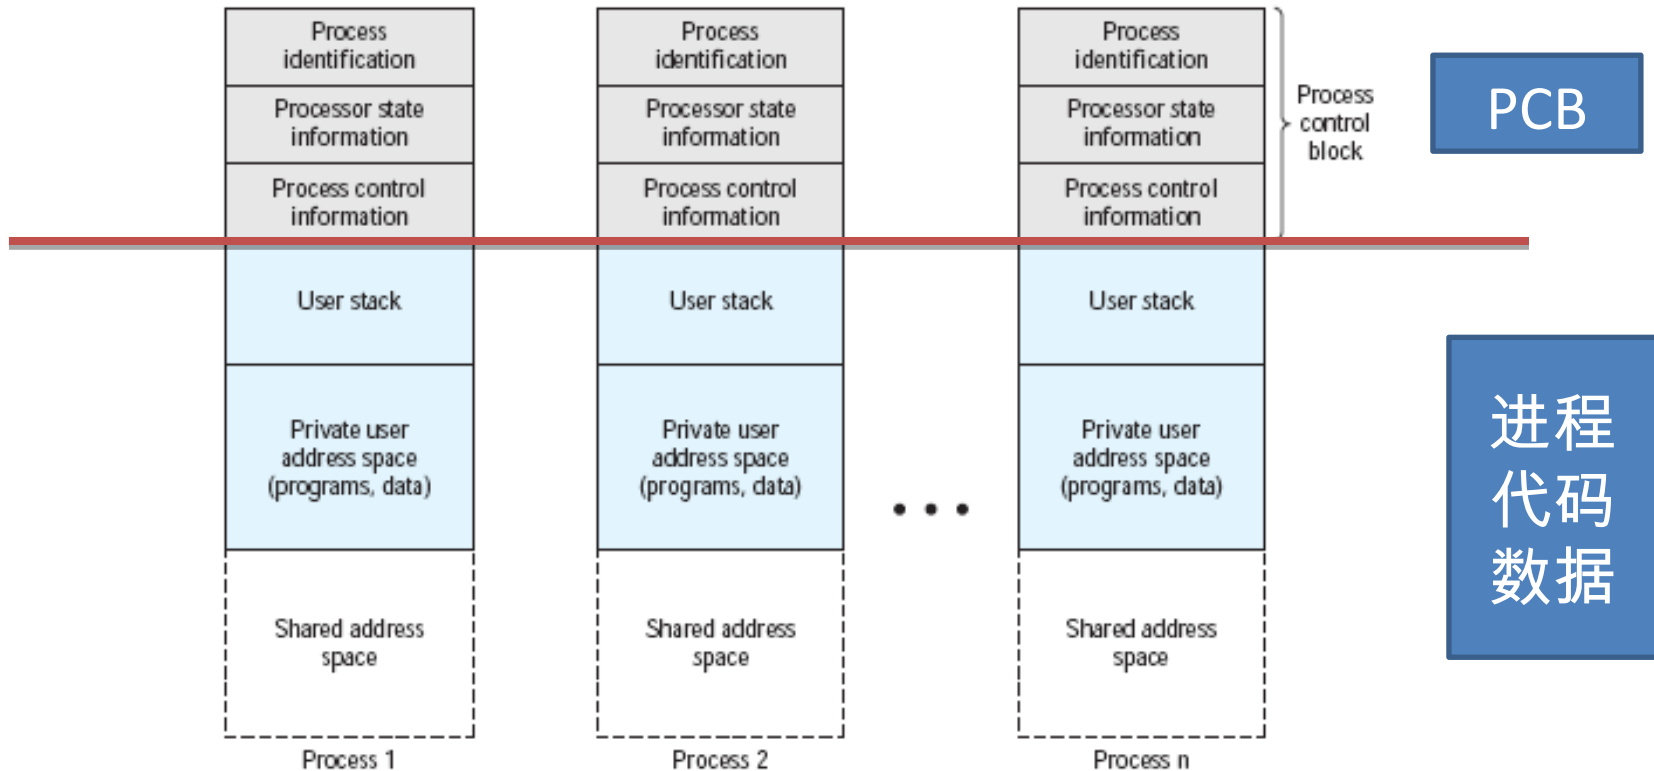 Process
identification
Processor state
information
Process control
information
User stack
Private user
address space
(programs, data)
Shared address
space
Process 1
Process
identification
Processor state
information
Process control
information
User stack
Private user
address space
(programs, data)
Shared address
space
Process 2
• • •
Process
identification
Processor state
information
Process control
information
User stack
Private user
address space
(programs, data)
Shared address
space
Process n
Process
control
block
PCB
进程
代码
数据